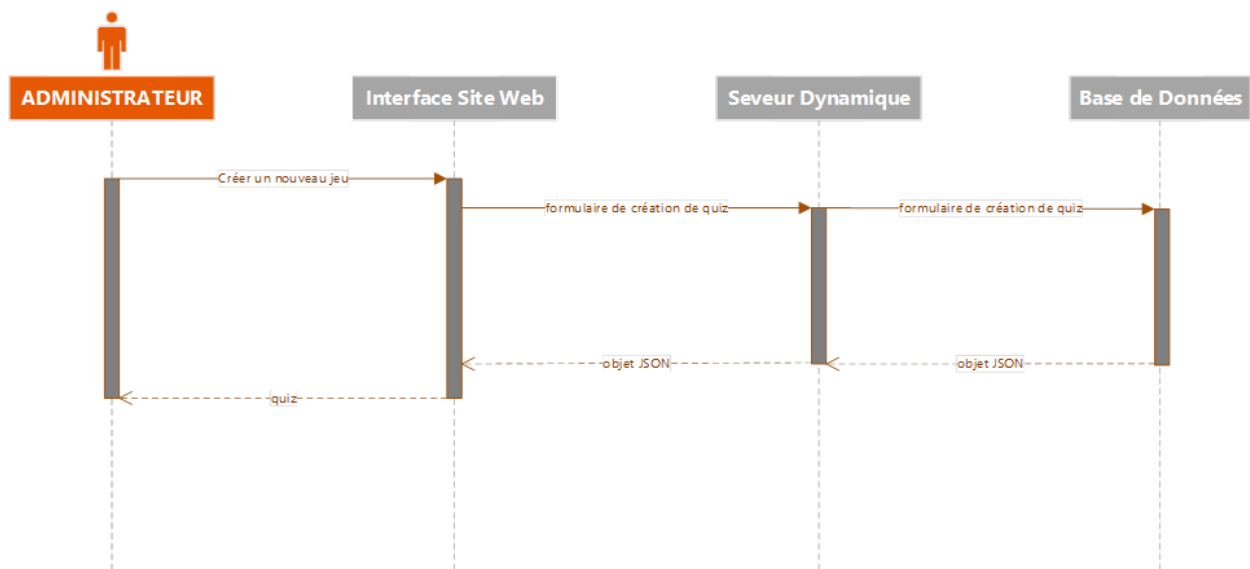 ADMINISTRATEUR
Interface Site Web
Seveur Dynamique
Base de Données
Créer un nouveau jeu
formulaire de création de quiz
formulaire de création de quiz
objet JSON
objet JSON
quiz